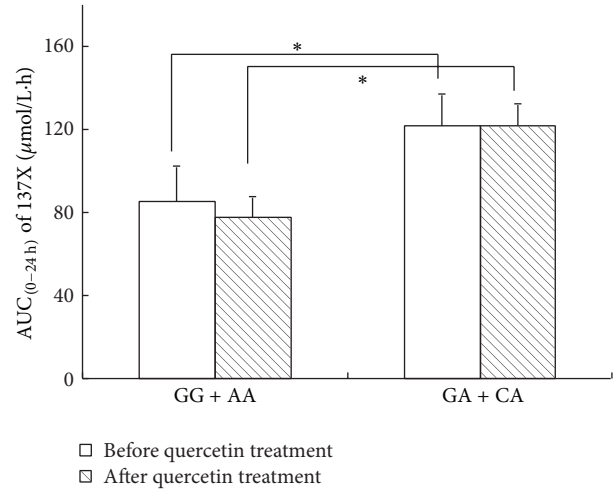 AUC(0−24 h) of 137X (μmol/L·h)
160
120
80
40
0
*
*
GG + AA
GA + CA
Before quercetin treatment
After quercetin treatment